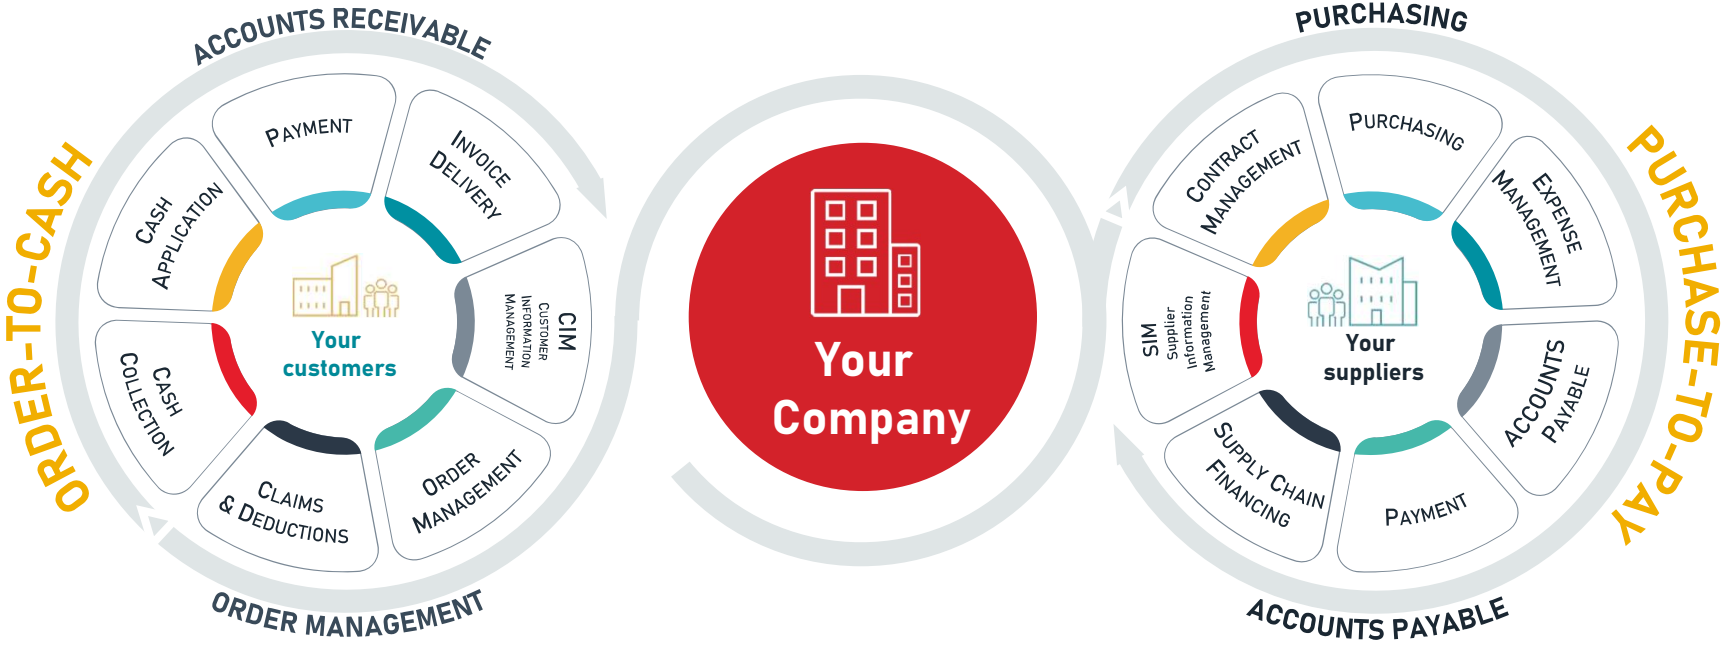 ACCOUNTS RECEIVABLE
ORDER-TO-CASH
PAYMENT
INVOICE
DELIVERY
CIM
CUSTOMER
INFORMATION
MANAGEMENT
ORDER
MANAGEMENT
CLAIMS
& DEDUCTIONS
CASH
COLLECTION
CASH
APPLICATION
Your
customers
ORDER MANAGEMENT
Your
Company
PURCHASING
PURCHASE-TO-PAY
PURCHASING
EXPENSE
MANAGEMENT
ACCOUNTS
PAYABLE
PAYMENT
SUPPLY CHAIN
FINANCING
SIM
Supplier
Information
Management
CONTRACT
MANAGEMENT
Your
suppliers
ACCOUNTS PAYABLE